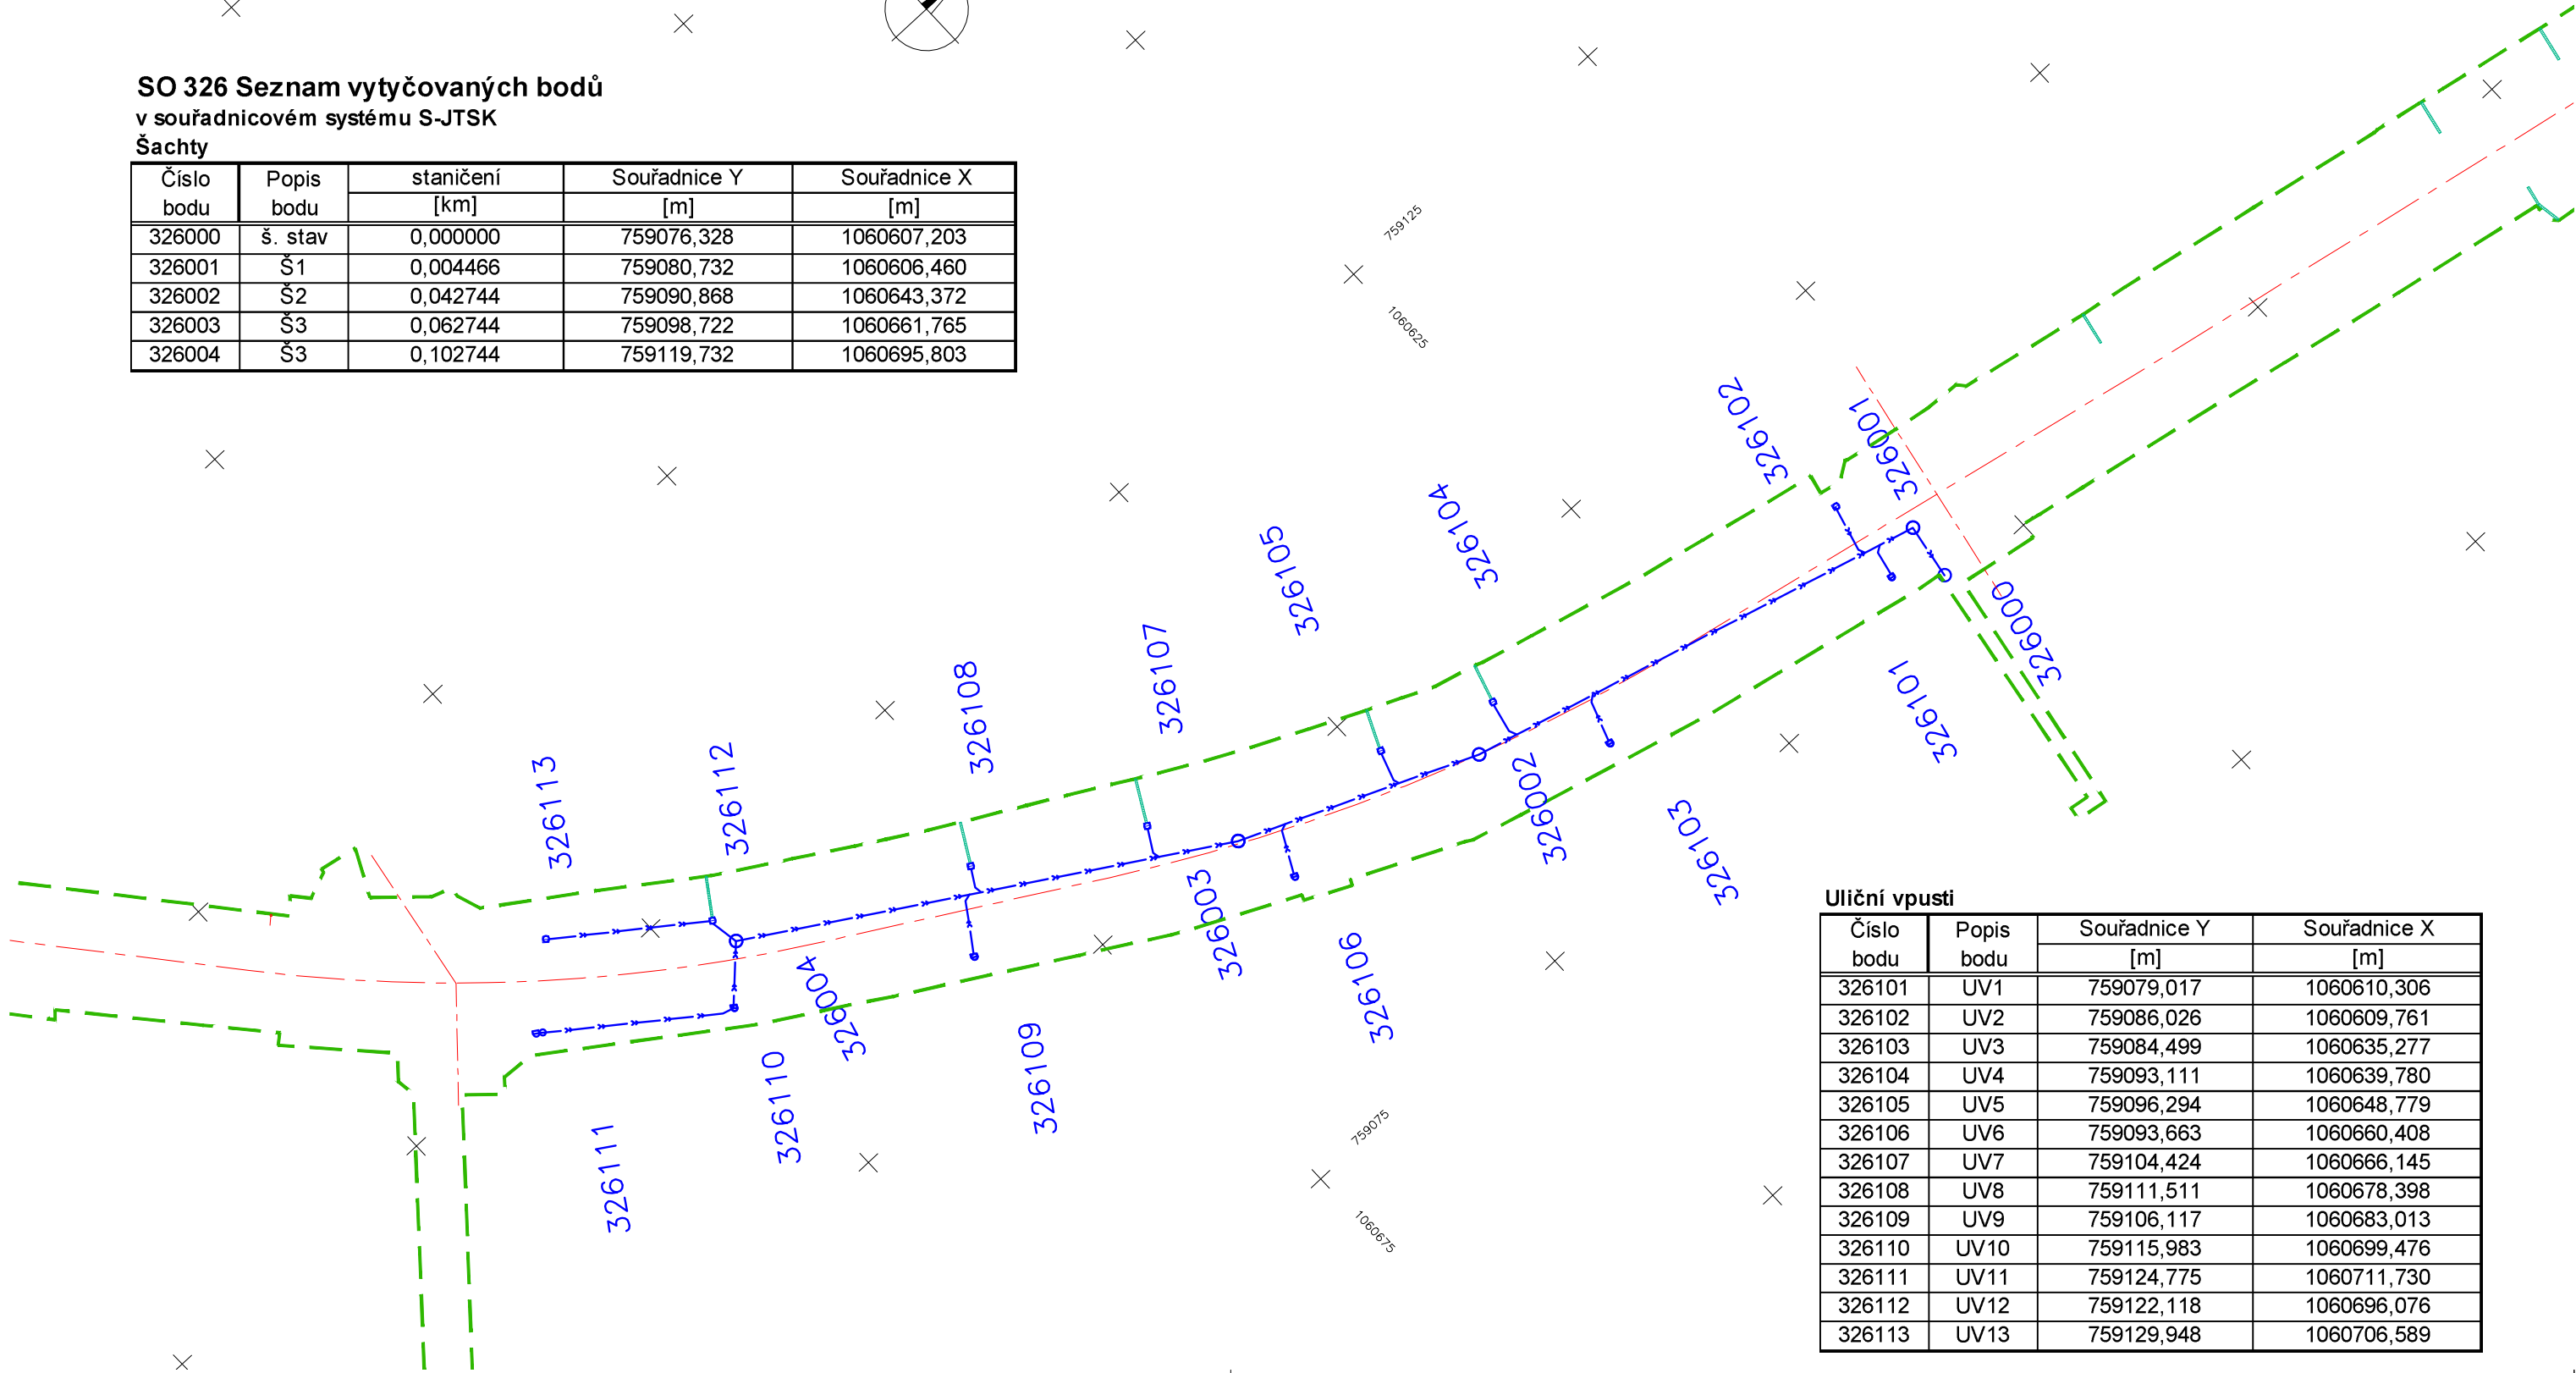 SO 326 Seznam vytyčovaných bodů
v souřadnicovém systému S-JTSK
Šachty
Číslo bodu Popis bodu staničení [km] Souřadnice Y [m] Souřadnice X [m]
326000 š. stav 0,000000 759076,328 1060607,203
326001 Š1 0,004466 759080,732 1060606,460
326002 Š2 0,042744 759090,868 1060643,372
326003 Š3 0,062744 759098,722 1060661,765
326004 Š3 0,102744 759119,732 1060695,803
759125
1060625
326102
3260001
326104
326105
326107
326108
326112
326113
3260000
326101
3260002
326103
3260003
326106
3260004
326109
326110
326111
759075
1060675
Uliční vpusti
Číslo bodu Popis bodu Souřadnice Y [m] Souřadnice X [m]
326101 UV1 759079,017 1060610,306
326102 UV2 759086,026 1060609,761
326103 UV3 759084,499 1060635,277
326104 UV4 759093,111 1060639,780
326105 UV5 759096,294 1060648,779
326106 UV6 759093,663 1060660,408
326107 UV7 759104,424 1060666,145
326108 UV8 759111,511 1060678,398
326109 UV9 759106,117 1060683,013
326110 UV10 759115,983 1060699,476
326111 UV11 759124,775 1060711,730
326112 UV12 759122,118 1060696,076
326113 UV13 759129,948 1060706,589